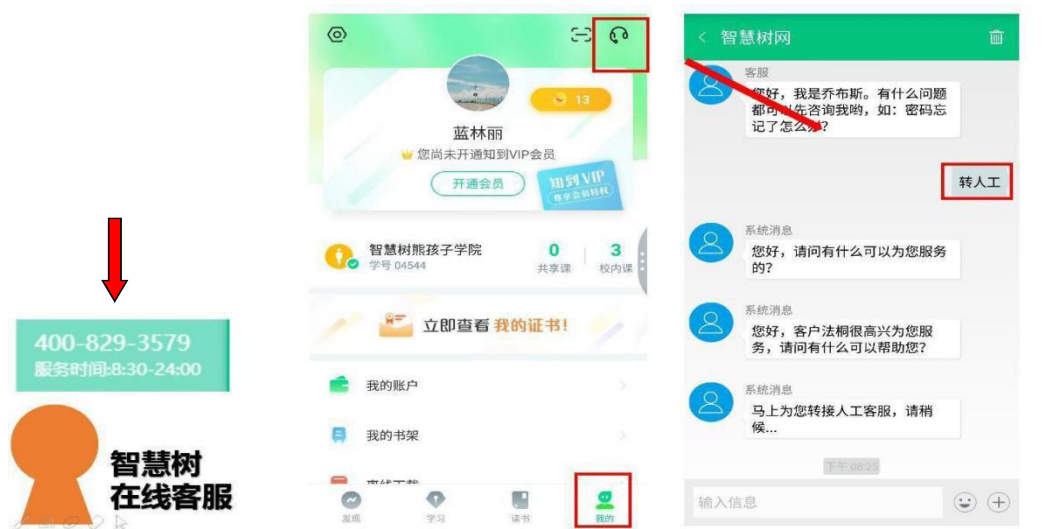 400-829-3579
服务时间:8:30-24:00
智慧树
在线客服
13
蓝林丽
您尚未开通知到VIP会员
开通会员
知到VIP
尊享会员特权
智慧树熊孩子学院
学号 04544
0
共享课
3
校内课
立即查看 我的证书!
我的账户
我的书架
离线下载
发现
学习
读书
我的
智慧树网
客服
您好，我是乔布斯。有什么问题
都可以先咨询我哟，如：密码忘
记了怎么办?
转人工
系统消息
您好，请问有什么可以为您服务
的?
系统消息
您好，客户法桐很高兴为您服
务，请问有什么可以帮助您?
系统消息
马上为您转接人工客服，请稍
候...
下午 08:25
输入信息